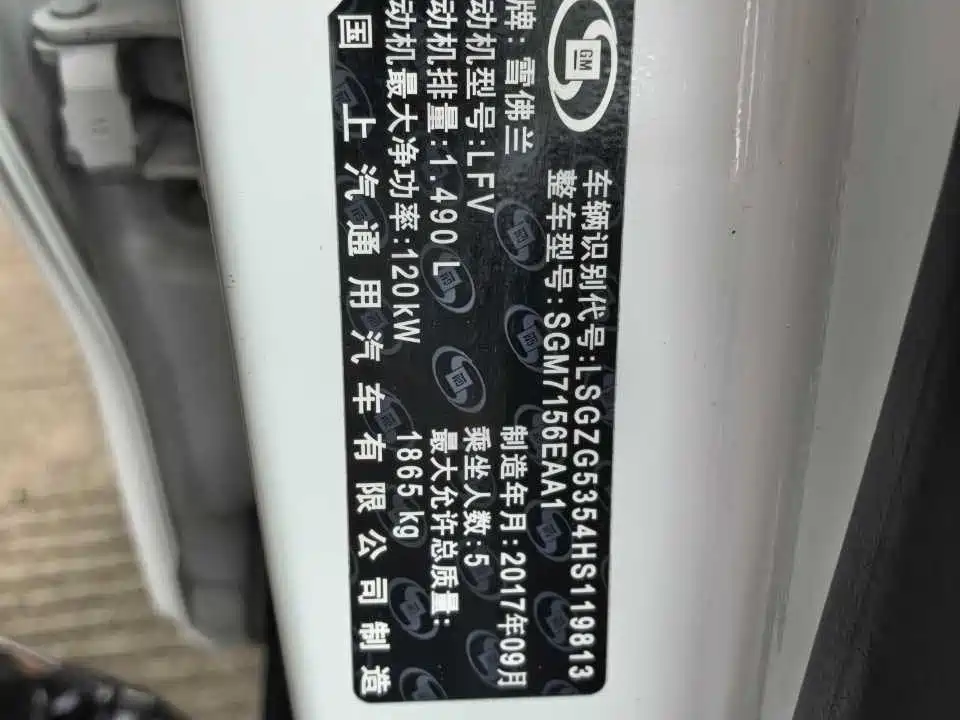 GM
车辆识别代号:LSGZG5354HS119813
整车型号:SGM7156EAA1
牌:雪佛兰 制造年月:2017年09月
动机型号:LFV 乘坐人数:5
动机排量:1.490 L 最大允许总质量:
动机最大净功率:120kW 1865 kg
国 上 汽 通 用 汽 车 有 限 公 司 制 造